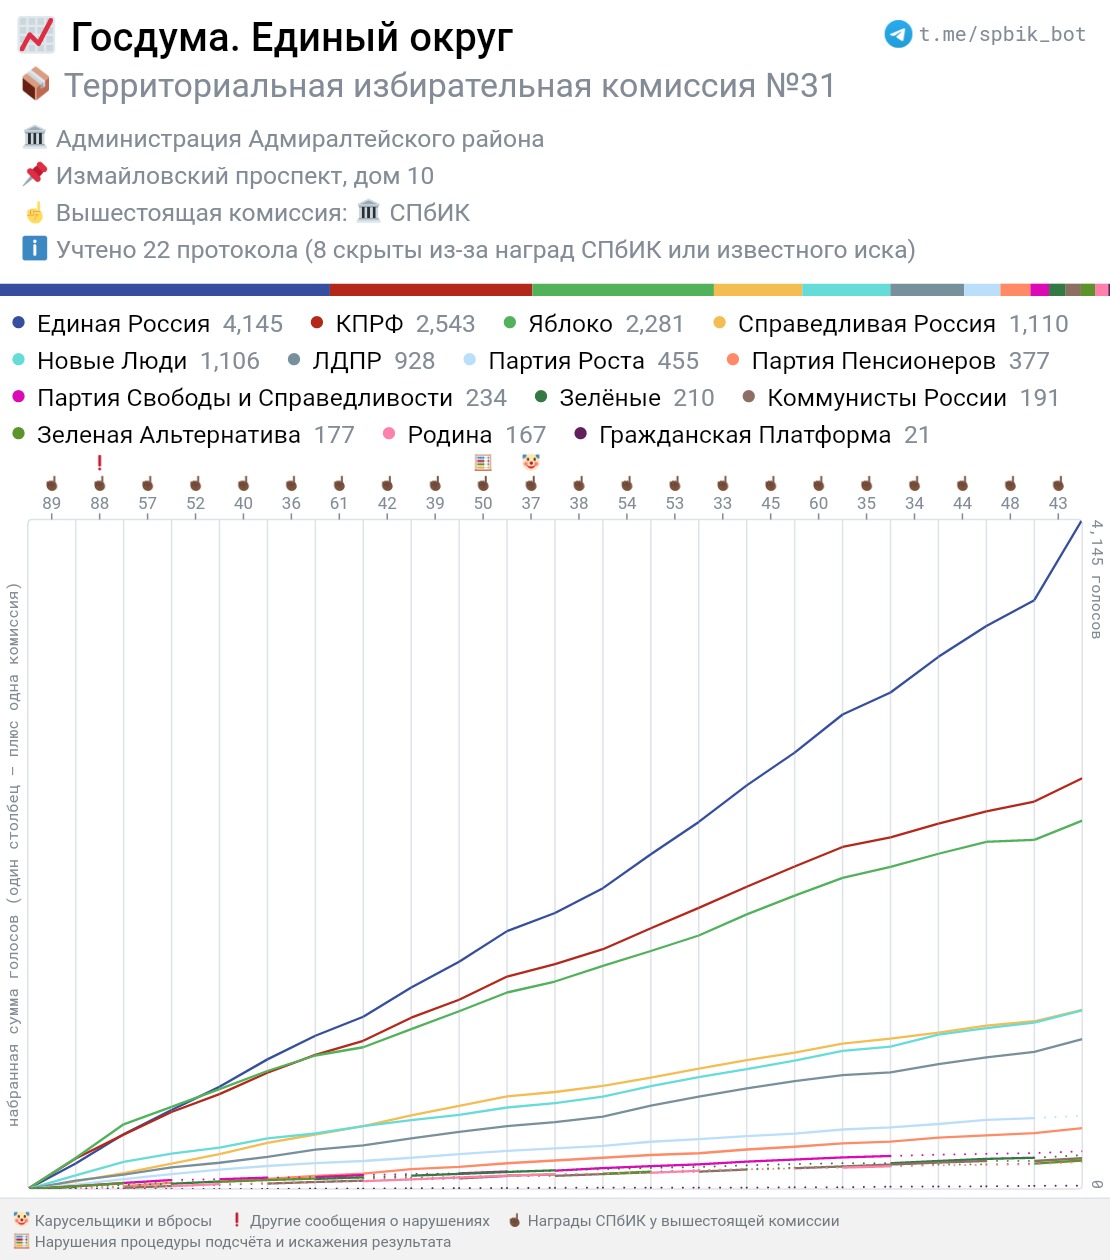 Госдума. Единый округ
t.me/spbik_bot
Территориальная избирательная комиссия №31
Администрация Адмиралтейского района
Измайловский проспект, дом 10
Вышестоящая комиссия: СПбИК
Учтено 22 протокола (8 скрыты из-за наград СПбИК или известного иска)
Единая Россия 4,145 КПРФ 2,543 Яблоко 2,281 Справедливая Россия 1,110
Новые Люди 1,106 ЛДПР 928 Партия Роста 455 Партия Пенсионеров 377
Партия Свободы и Справедливости 234 Зелёные 210 Коммунисты России 191
Зеленая Альтернатива 177 Родина 167 Гражданская Платформа 21
89 88 57 52 40 36 61 42 39 50 37 38 54 53 33 45 60 35 34 44 48 43
набранная сумма голосов (один столбец — плюс одна комиссия)
4,145 голосов
0
Карусельщики и вбросы Другие сообщения о нарушениях Награды СПбИК у вышестоящей комиссии
Нарушения процедуры подсчёта и искажения результата